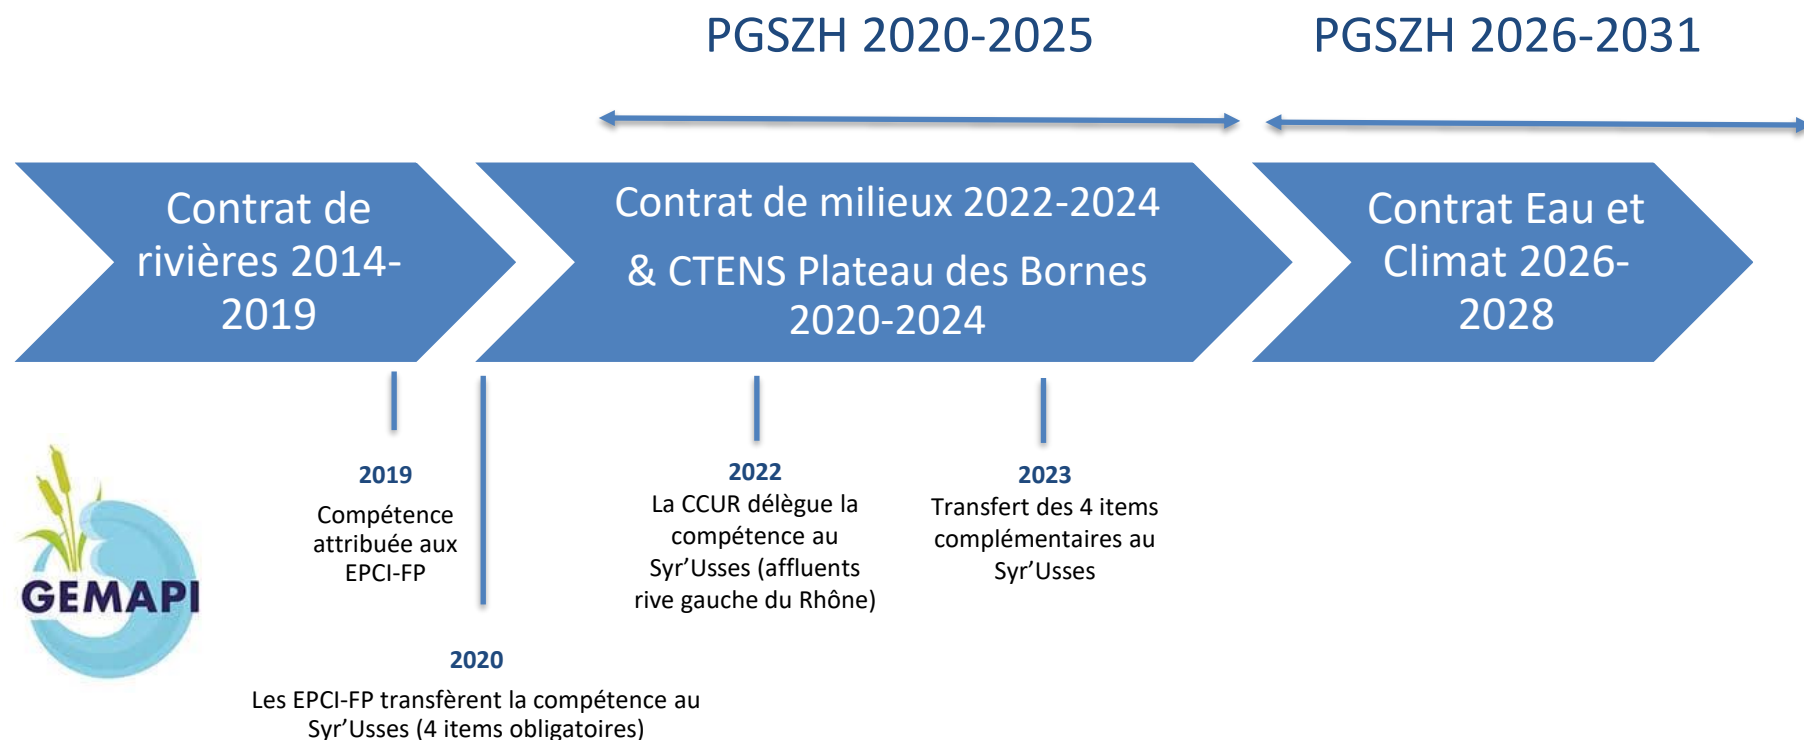 PGSZH 2020-2025
PGSZH 2026-2031
Contrat de
rivières 2014-
2019
Contrat de milieux 2022-2024
& CTENS Plateau des Bornes
2020-2024
Contrat Eau et
Climat 2026-
2028
GEMAPI
2019
Compétence
attribuée aux
EPCI-FP
2020
Les EPCI-FP transfèrent la compétence au
Syr’Usses (4 items obligatoires)
2022
La CCUR délègue la
compétence au
Syr’Usses (affluents
rive gauche du Rhône)
2023
Transfert des 4 items
complémentaires au
Syr’Usses